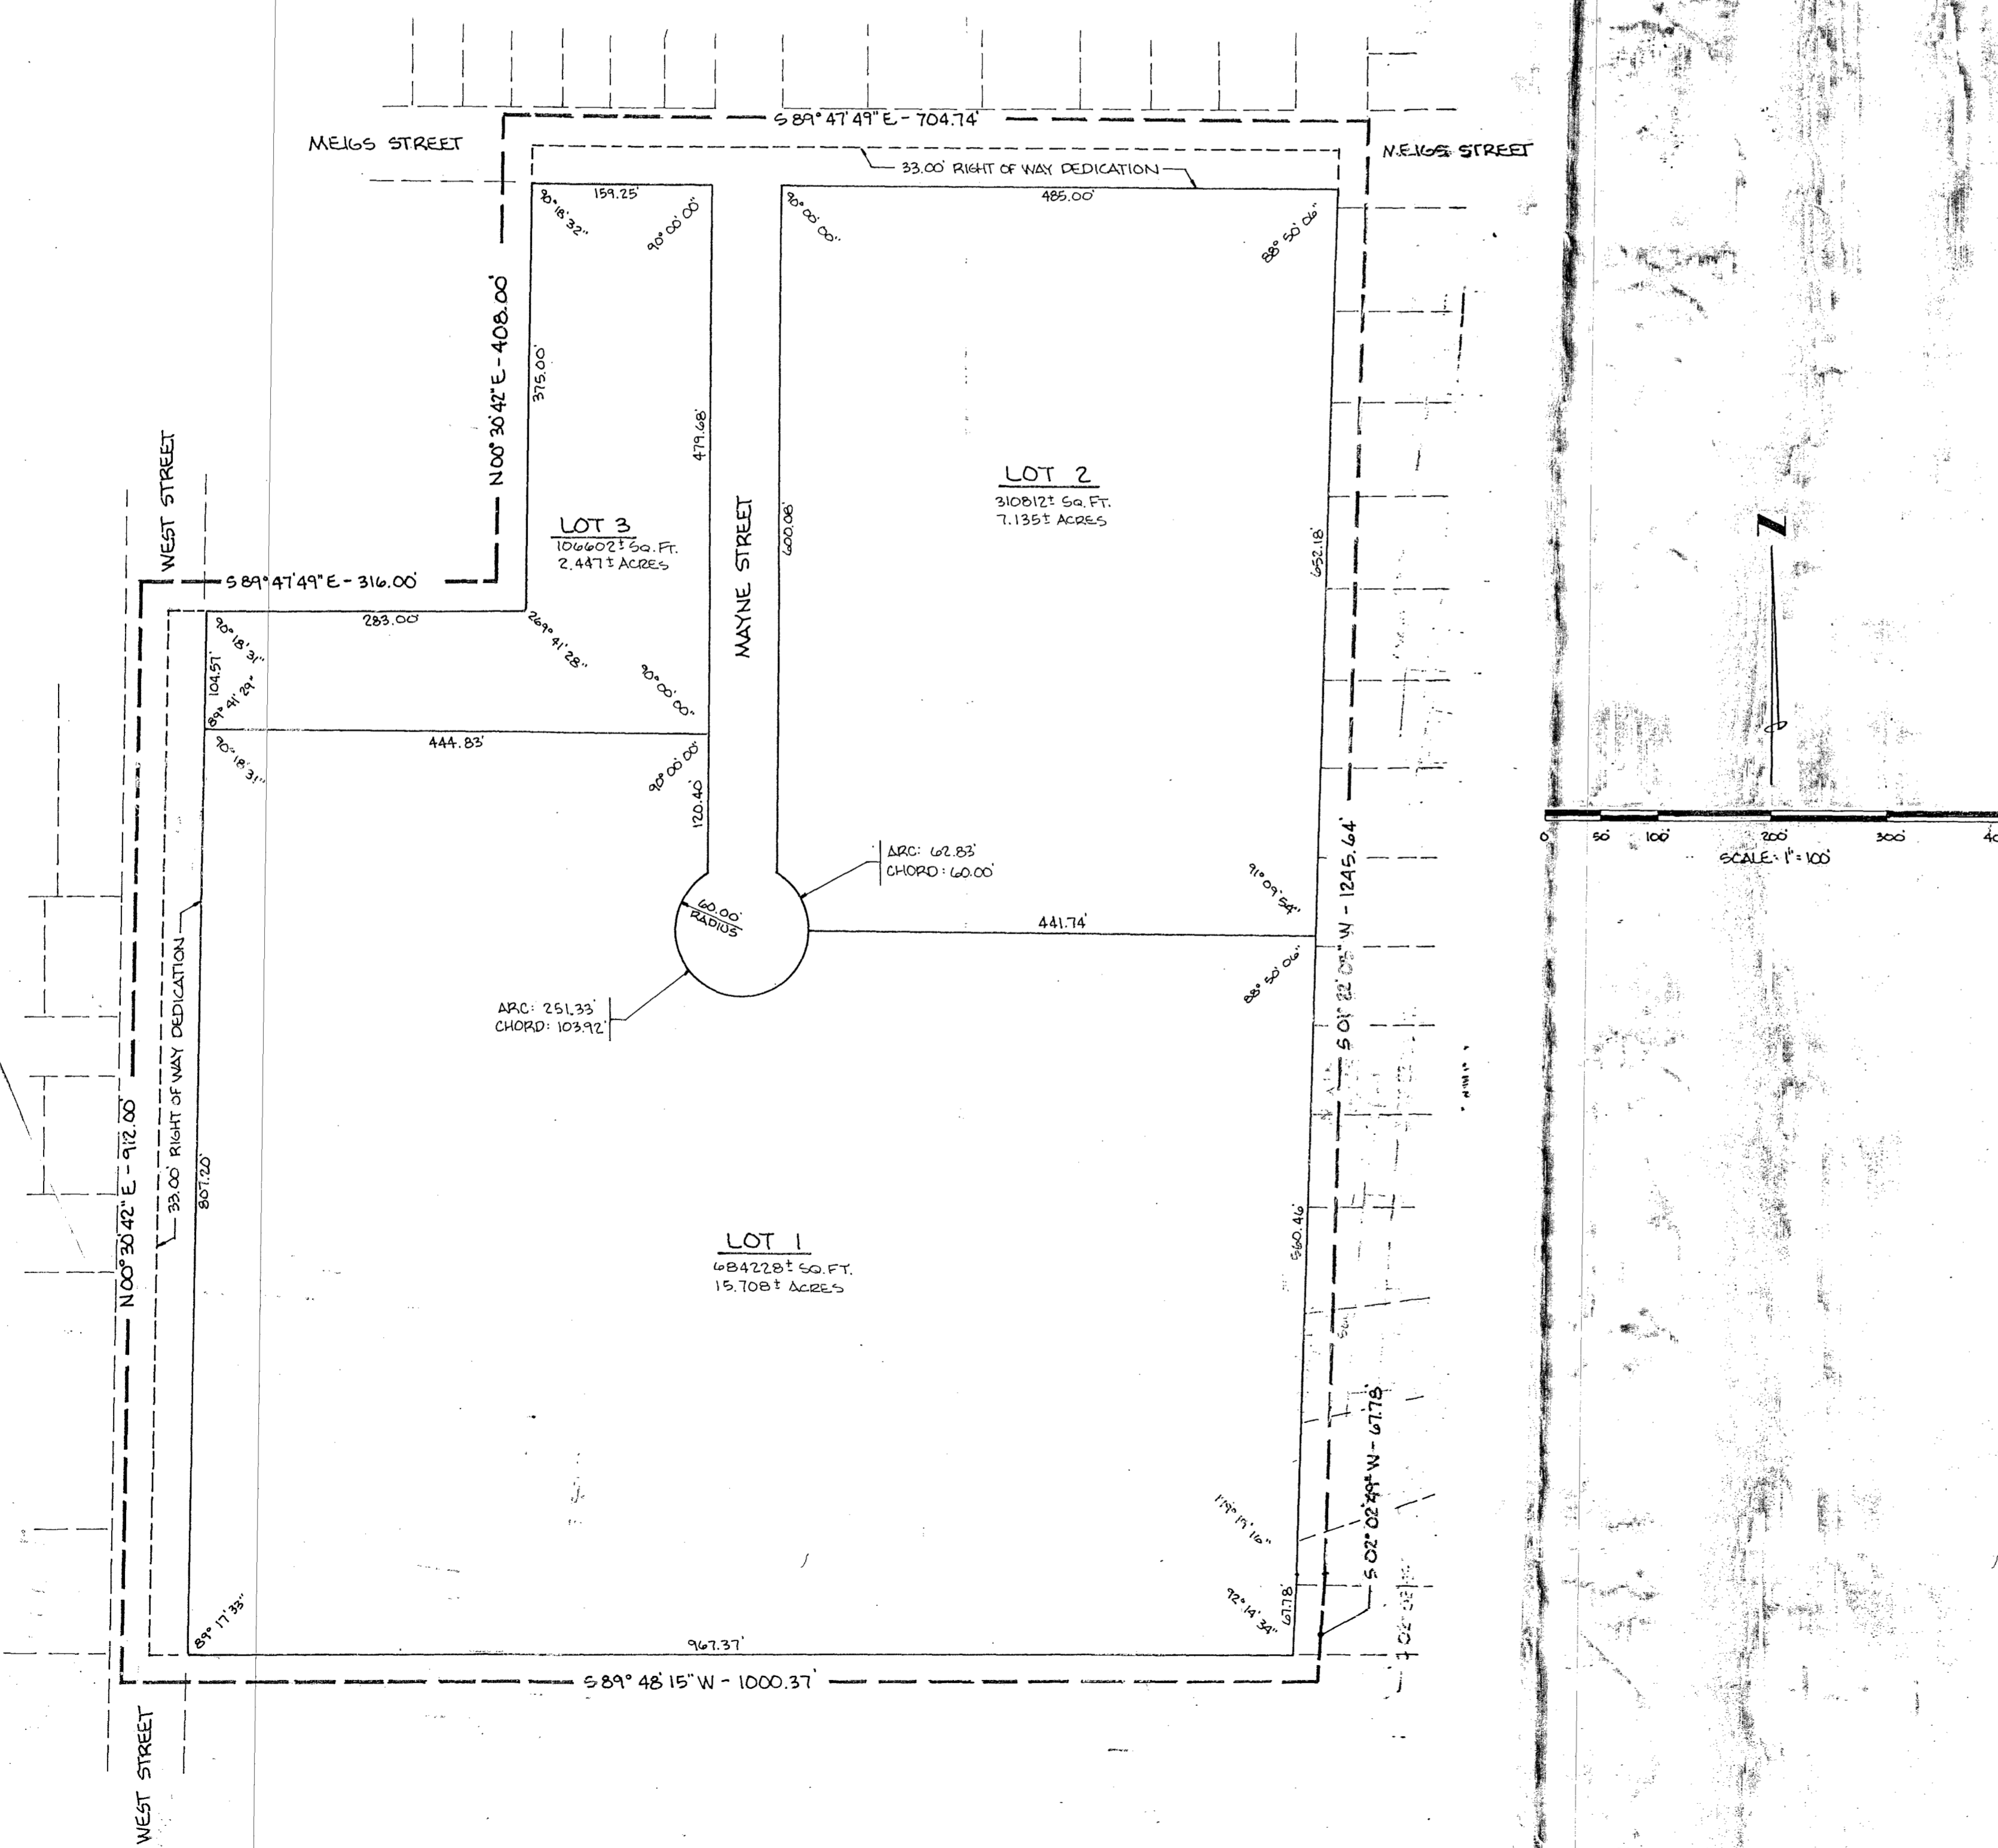 S 89° 47' 49" E - 704.74'
MEIGS STREET
MEIGS STREET
33.00' RIGHT OF WAY DEDICATION
159.25'
485.00'
90° 18' 32"
90° 00' 00"
90° 00' 00"
88° 50' 06"
N 00° 30' 42" E - 408.00'
375.00'
479.68'
600.08'
652.18'
WEST STREET
LOT 2
310812± SQ. FT.
7.135± ACRES
LOT 3
106602± SQ. FT.
2.447± ACRES
MAYNE STREET
S 89° 47' 49" E - 316.00'
283.00'
90° 18' 31"
104.57'
89° 41' 29"
269° 41' 28"
90° 00' 00"
444.83'
90° 18' 31"
90° 00' 00"
120.40'
Z
0 50' 100' 200' 300'
SCALE: 1" = 100'
ARC: 62.83'
CHORD: 60.00'
60.00'
RADIUS
441.74'
91° 09' 54"
88° 50' 06"
S 01° 22' 03" W - 1245.64'
ARC: 251.33'
CHORD: 103.92'
33.00' RIGHT OF WAY DEDICATION
N 00° 30' 42" E - 912.00'
807.20'
LOT 1
684228± SQ. FT.
15.708± ACRES
560.46'
S 02° 02' 49" W - 67.78'
92° 14' 34"
67.78'
89° 17' 33"
967.37'
S 89° 48' 15" W - 1000.37'
WEST STREET